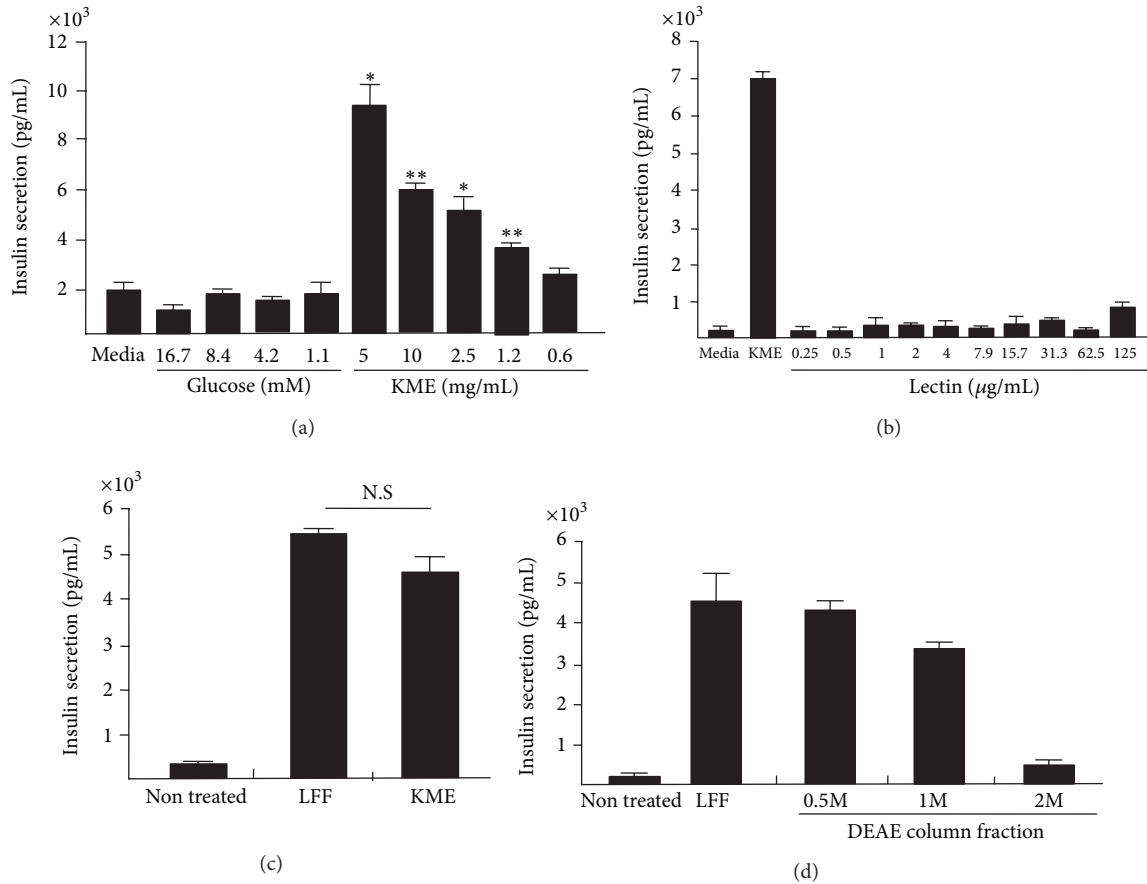 ×10³
12
10
8
6
4
2
Insulin secretion (pg/mL)
*
**
*
**
Media 16.7 8.4 4.2 1.1 5 10 2.5 1.2 0.6
Glucose (mM) KME (mg/mL)
(a)
×10³
8
7
6
5
4
3
2
1
Insulin secretion (pg/mL)
Media KME 0.25 0.5 1 2 4 7.9 15.7 31.3 62.5 125
Lectin (μg/mL)
(b)
×10³
6
5
4
3
2
1
Insulin secretion (pg/mL)
N.S
Non treated LFF KME
(c)
×10³
6
5
4
3
2
1
Insulin secretion (pg/mL)
Non treated LFF 0.5M 1M 2M
DEAE column fraction
(d)